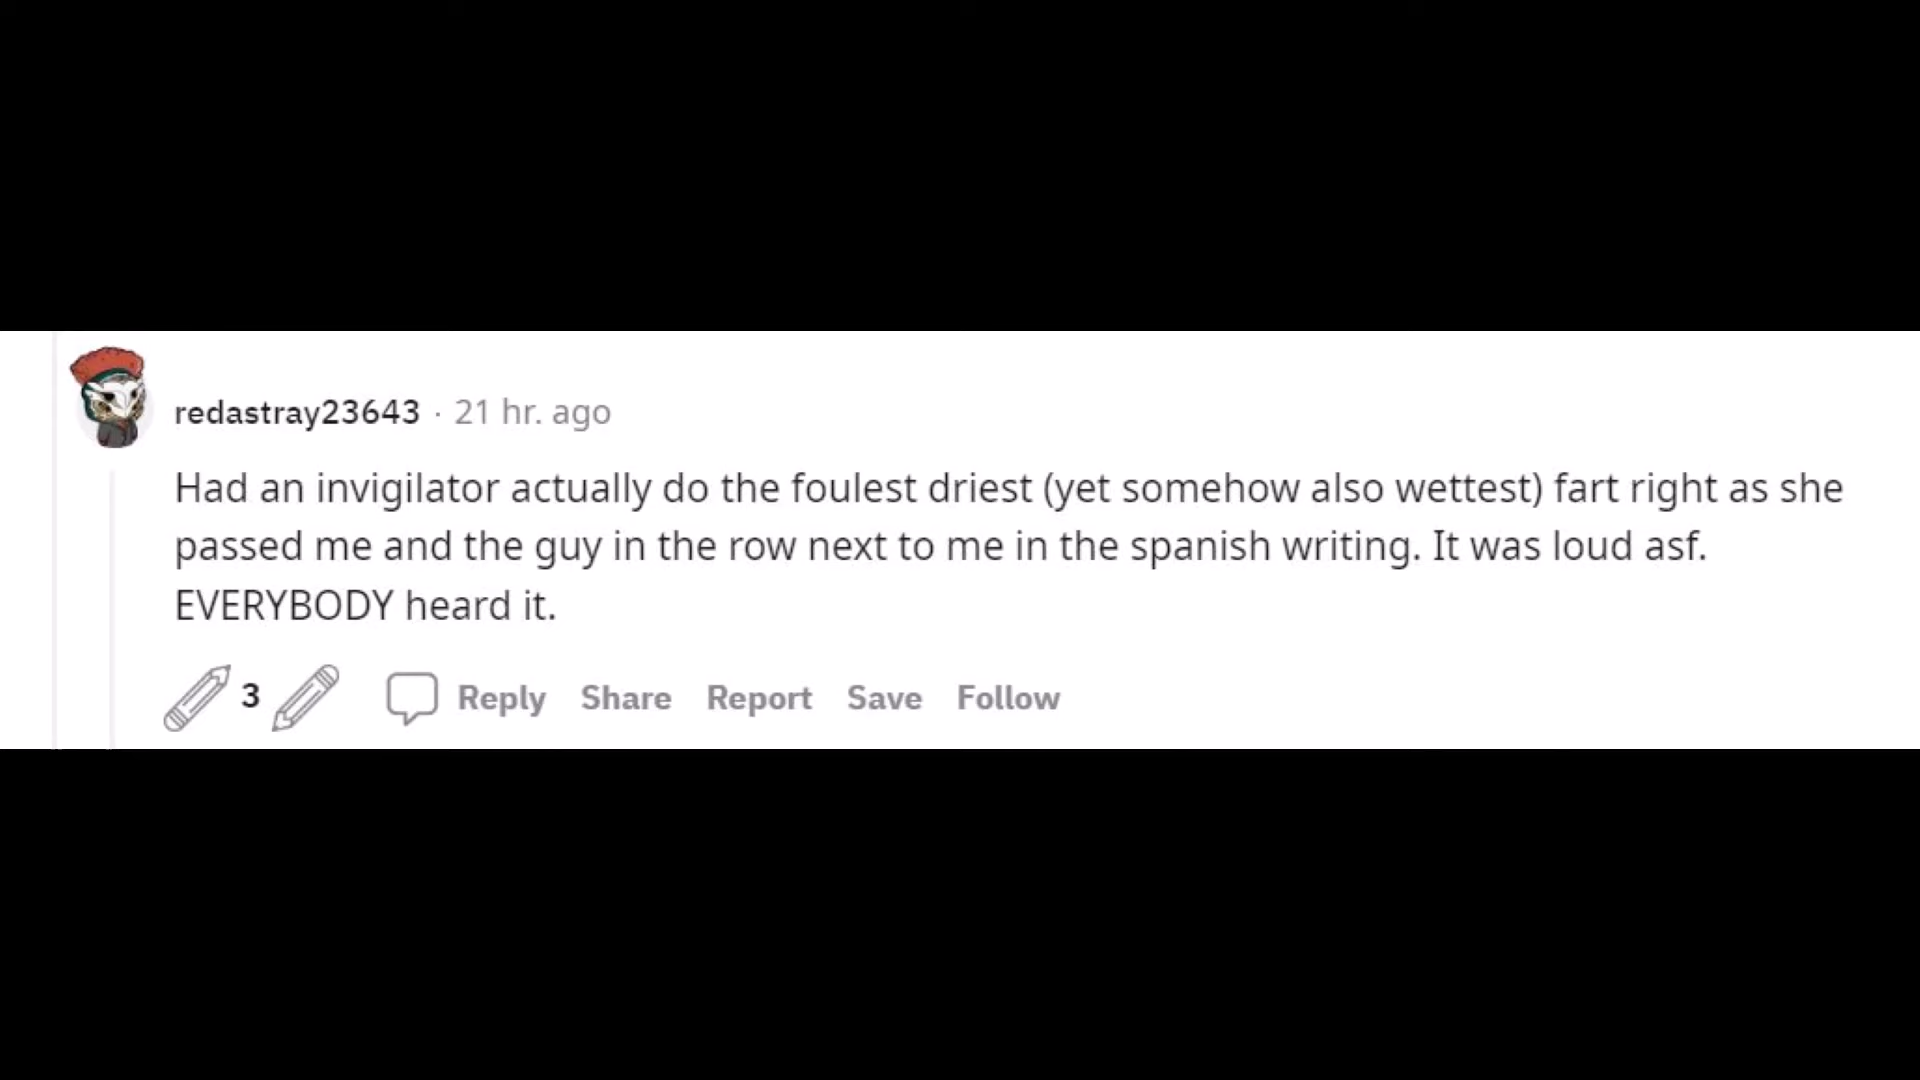 redastray23643 · 21 hr. ago
Had an invigilator actually do the foulest driest (yet somehow also wettest) fart right as she
passed me and the guy in the row next to me in the spanish writing. It was loud asf.
EVERYBODY heard it.
3 Reply Share Report Save Follow